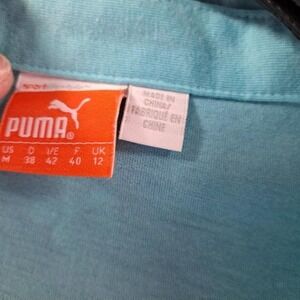 PUMA®
US D I/E F UK
M 38 42 40 12
MADE IN
CHINA/
FABRIQUÉ EN
CHINE